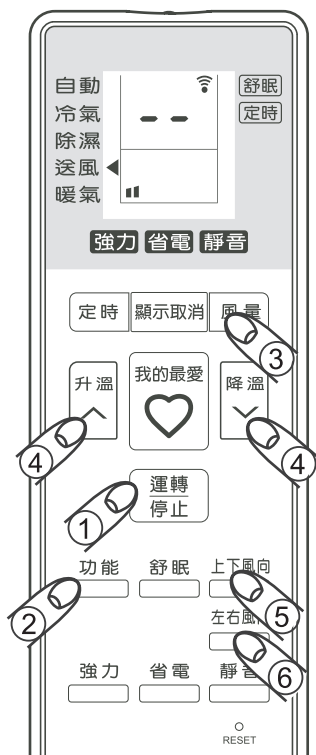 自動
舒眠
冷氣
定時
除濕
送風
暖氣
強力 省電 靜音
定時 顯示取消 風量
③
升溫 我的最愛 降溫
④ ④
運轉
停止
①
功能 舒眠 上下風向
② ⑤
左右風
強力 省電 靜音
⑥
RESET